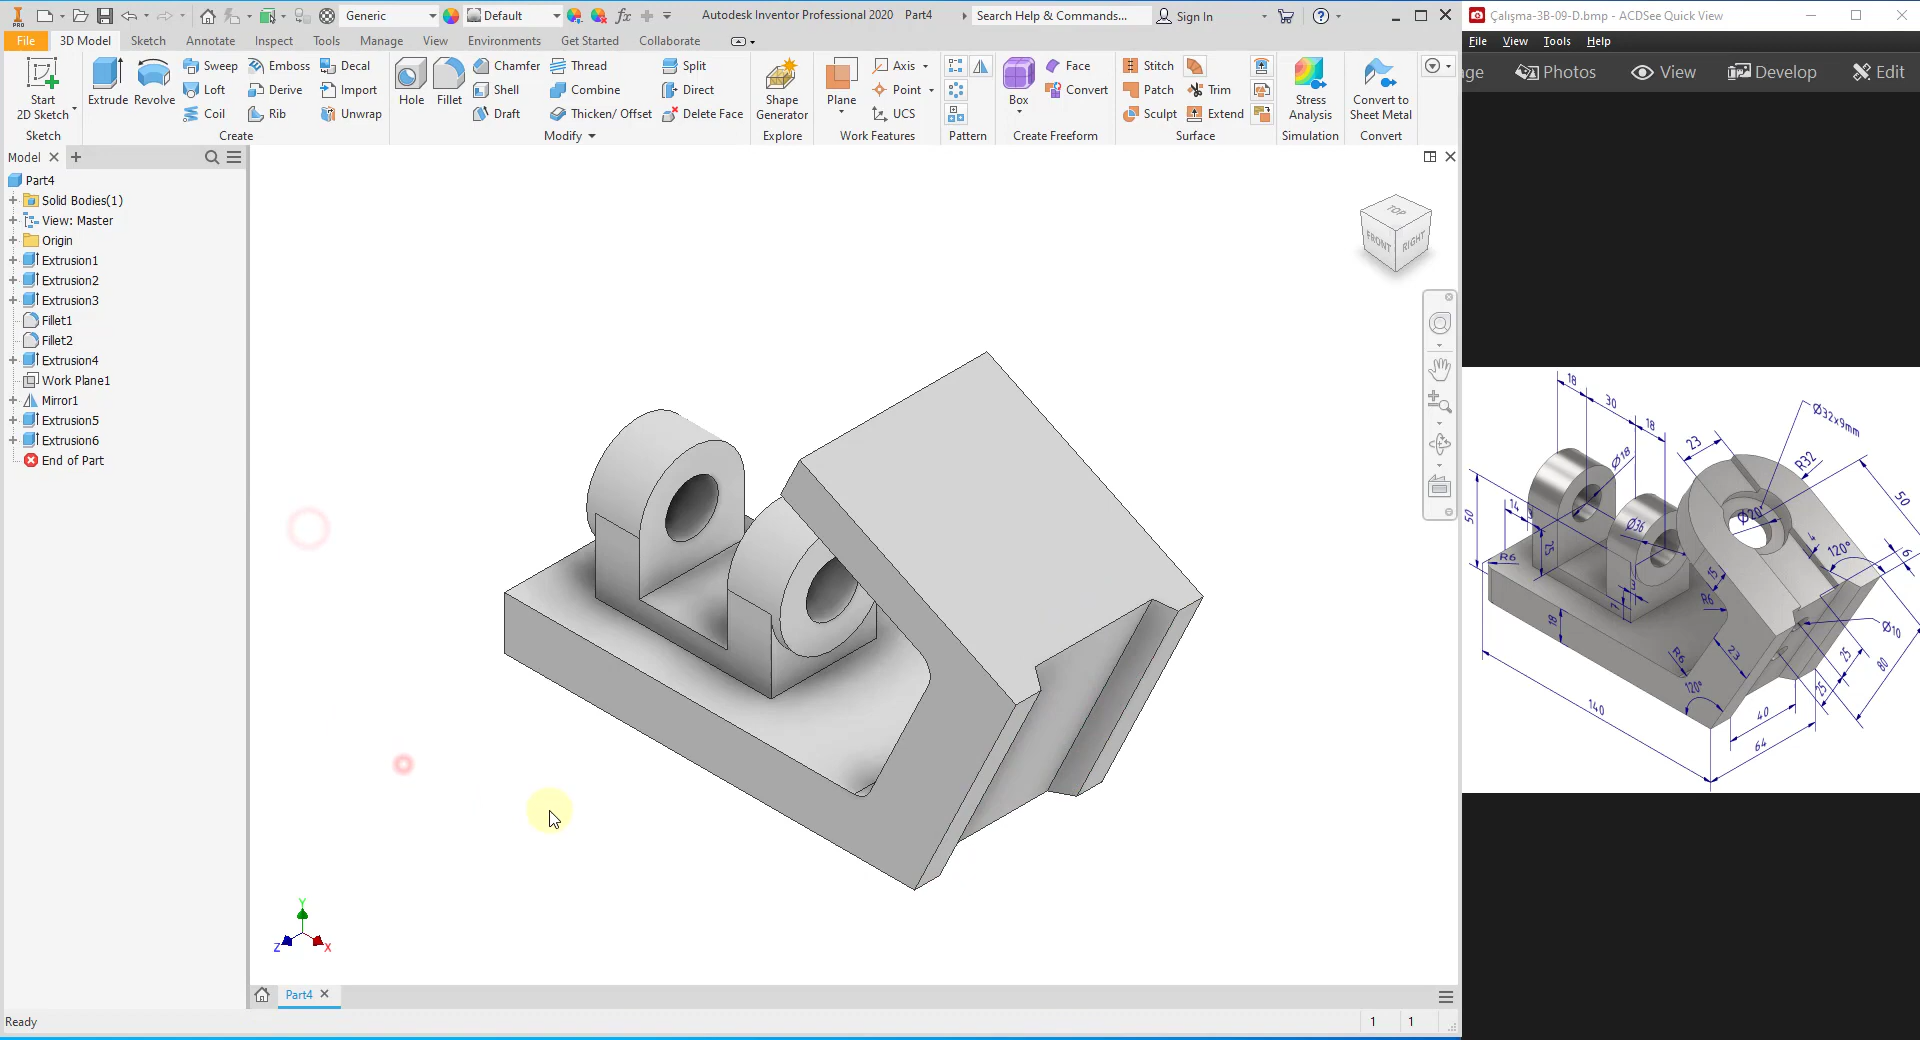 PRO
Generic
Default
Autodesk Inventor Professional 2020 Part4
Search Help & Commands...
Sign In
Çalışma-3B-09-D.bmp - ACDSee Quick View
File
3D Model
Sketch
Annotate
Inspect
Tools
Manage
View
Environments
Get Started
Collaborate
File View Tools Help
ge Photos View Develop Edit
Start
2D Sketch
Sketch
Extrude Revolve
Sweep Emboss Decal
Loft Derive Import
Coil Rib Unwrap
Create
Hole Fillet
Chamfer Thread Split
Shell Combine Direct
Draft Thicken/ Offset Delete Face
Modify
Shape
Generator
Explore
Plane
Axis
Point
UCS
Work Features
Pattern
Box
Face
Convert
Create Freeform
Stitch
Patch Trim
Sculpt Extend
Surface
Stress
Analysis
Simulation
Convert to
Sheet Metal
Convert
Model
Part4
Solid Bodies(1)
View: Master
Origin
Extrusion1
Extrusion2
Extrusion3
Fillet1
Fillet2
Extrusion4
Work Plane1
Mirror1
Extrusion5
Extrusion6
End of Part
TOP
FRONT
RIGHT
Y
Z
X
18
30
18
Ø32x9mm
23
R32
Ø18
50
50
14
Ø36
Ø20
4
120°
6
R6
R6
18
7
3
23
R6
Ø10
120°
25
25
80
140
40
64
Part4
Ready
1
1